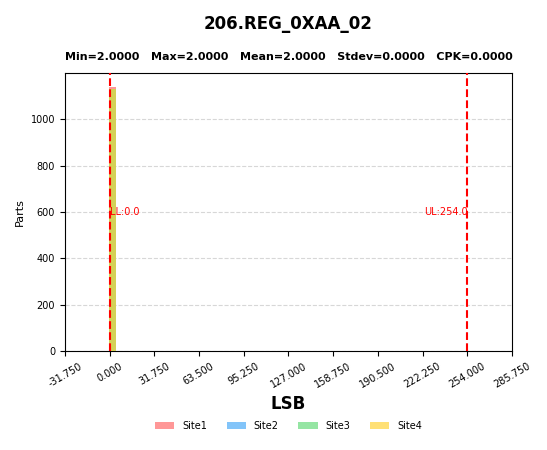 206.REG_0XAA_02
Min=2.0000 Max=2.0000 Mean=2.0000 Stdev=0.0000 CPK=0.0000
1000
800
600
400
200
0
Parts
LL:0.0
UL:254.0
-31.750 0.000 31.750 63.500 95.250 127.000 158.750 190.500 222.250 254.000 285.750
LSB
Site1 Site2 Site3 Site4